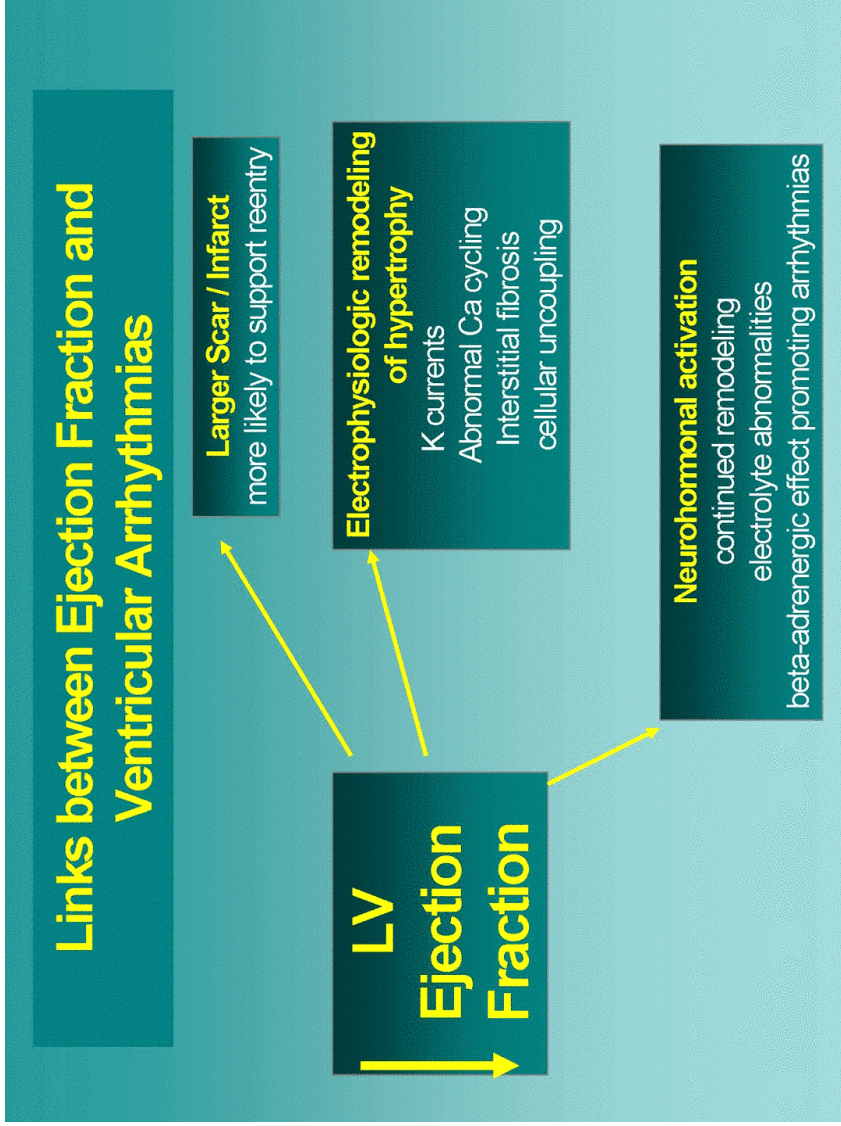 Links between Ejection Fraction and
Ventricular Arrhythmias
LV
Ejection
Fraction
Larger Scar / Infarct
more likely to support reentry
Electrophysiologic remodeling
of hypertrophy
K currents
Abnormal Ca cycling
Interstitial fibrosis
cellular uncoupling
Neurohormonal activation
continued remodeling
electrolyte abnormalities
beta-adrenergic effect promoting arrhythmias